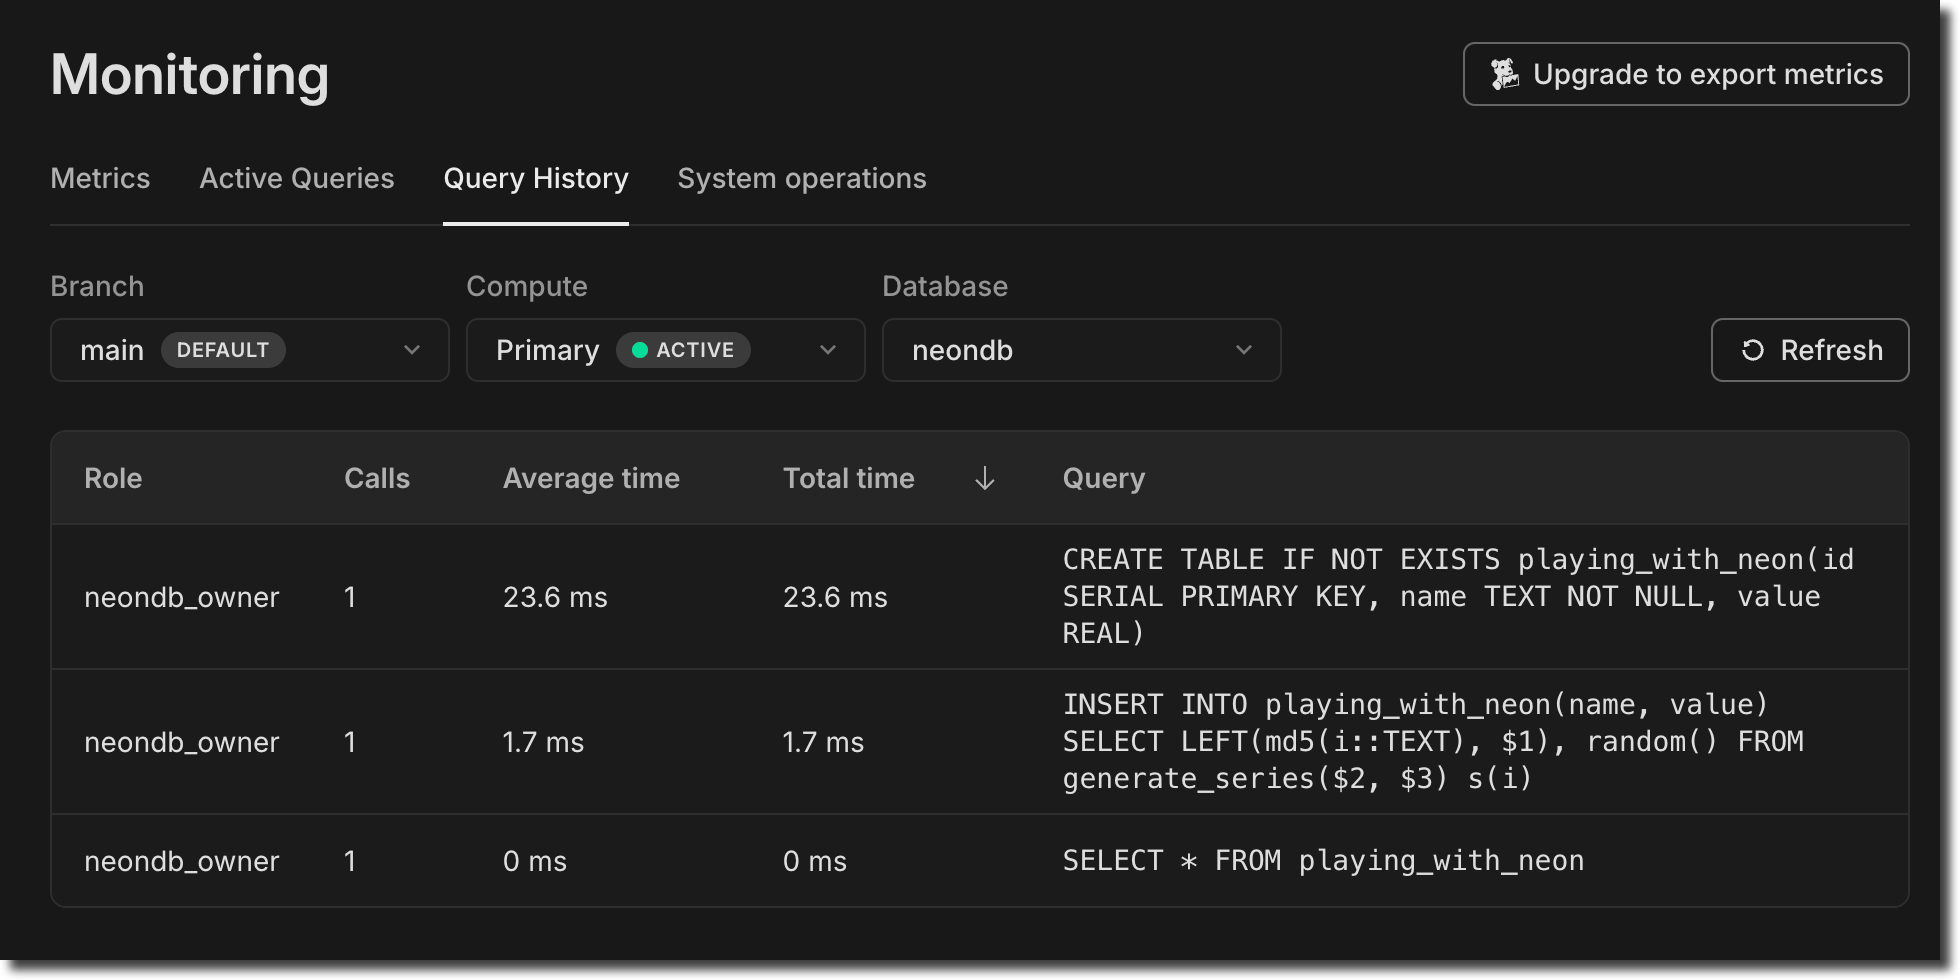 Monitoring
Upgrade to export metrics
Metrics Active Queries Query History System operations
Branch Compute Database
main DEFAULT Primary ACTIVE neondb Refresh
Role Calls Average time Total time ↓ Query
neondb_owner 1 23.6 ms 23.6 ms CREATE TABLE IF NOT EXISTS playing_with_neon(id
SERIAL PRIMARY KEY, name TEXT NOT NULL, value
REAL)
neondb_owner 1 1.7 ms 1.7 ms INSERT INTO playing_with_neon(name, value)
SELECT LEFT(md5(i::TEXT), $1), random() FROM
generate_series($2, $3) s(i)
neondb_owner 1 0 ms 0 ms SELECT * FROM playing_with_neon